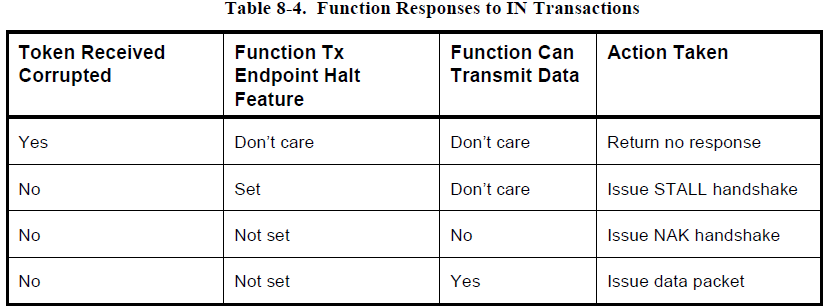 Table 8-4. Function Responses to IN Transactions
Token Received Corrupted Function Tx Endpoint Halt Feature Function Can Transmit Data Action Taken
Yes Don't care Don't care Return no response
No Set Don't care Issue STALL handshake
No Not set No Issue NAK handshake
No Not set Yes Issue data packet